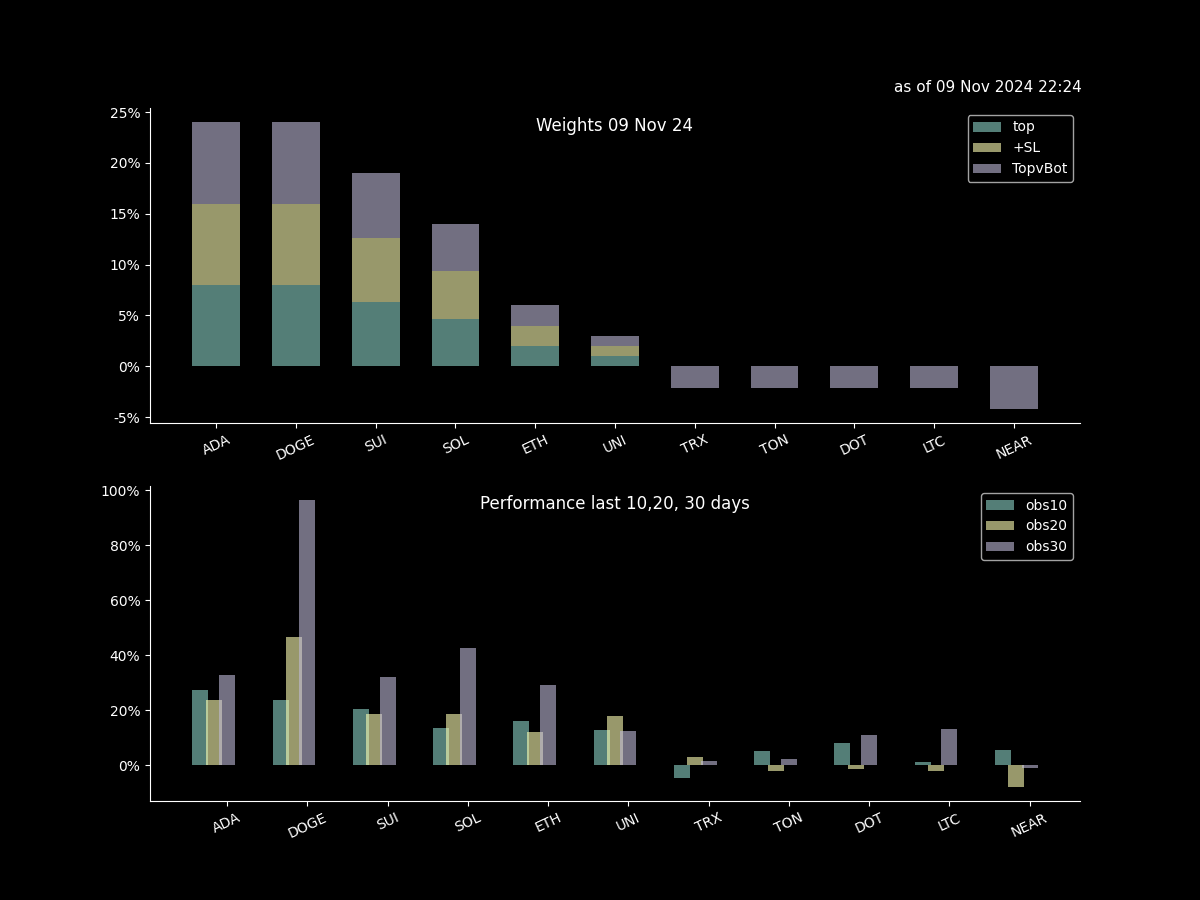 as of 09 Nov 2024 22:24
Weights 09 Nov 24
top
+SL
TopvBot
25%
20%
15%
10%
5%
0%
-5%
ADA DOGE SUI SOL ETH UNI TRX TON DOT LTC NEAR
Performance last 10,20, 30 days
obs10
obs20
obs30
100%
80%
60%
40%
20%
0%
ADA DOGE SUI SOL ETH UNI TRX TON DOT LTC NEAR